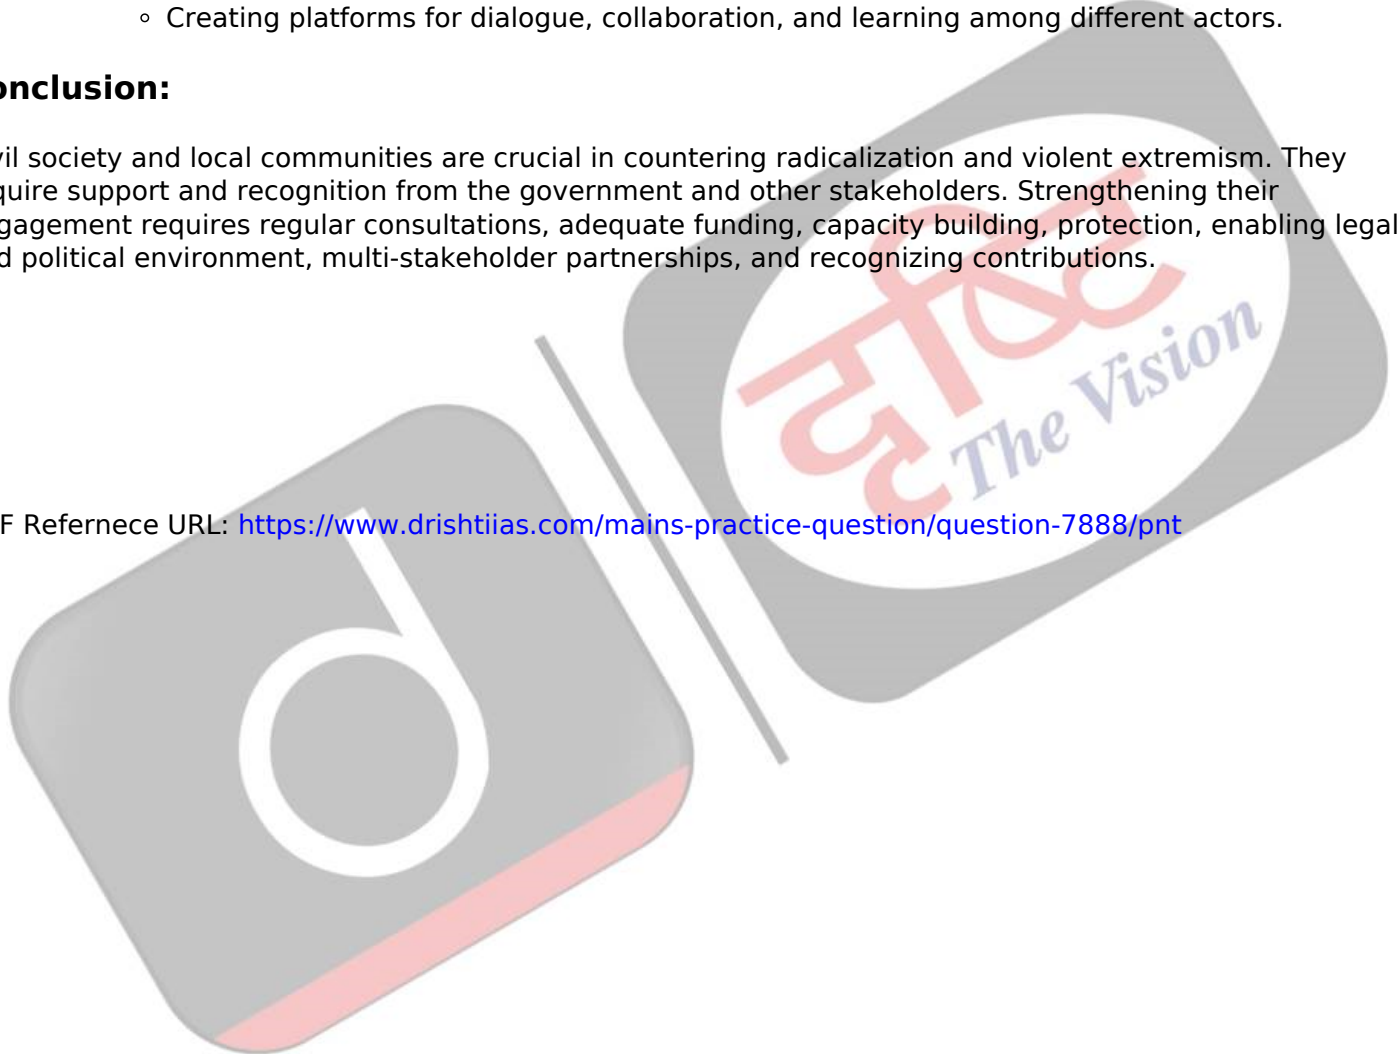 ◦ Creating platforms for dialogue, collaboration, and learning among different actors.
onclusion:
vil society and local communities are crucial in countering radicalization and violent extremism. They
quire support and recognition from the government and other stakeholders. Strengthening their
gagement requires regular consultations, adequate funding, capacity building, protection, enabling legal
d political environment, multi-stakeholder partnerships, and recognizing contributions.
दृष्टि
The Vision
F Refernece URL: https://www.drishtiias.com/mains-practice-question/question-7888/pnt
d